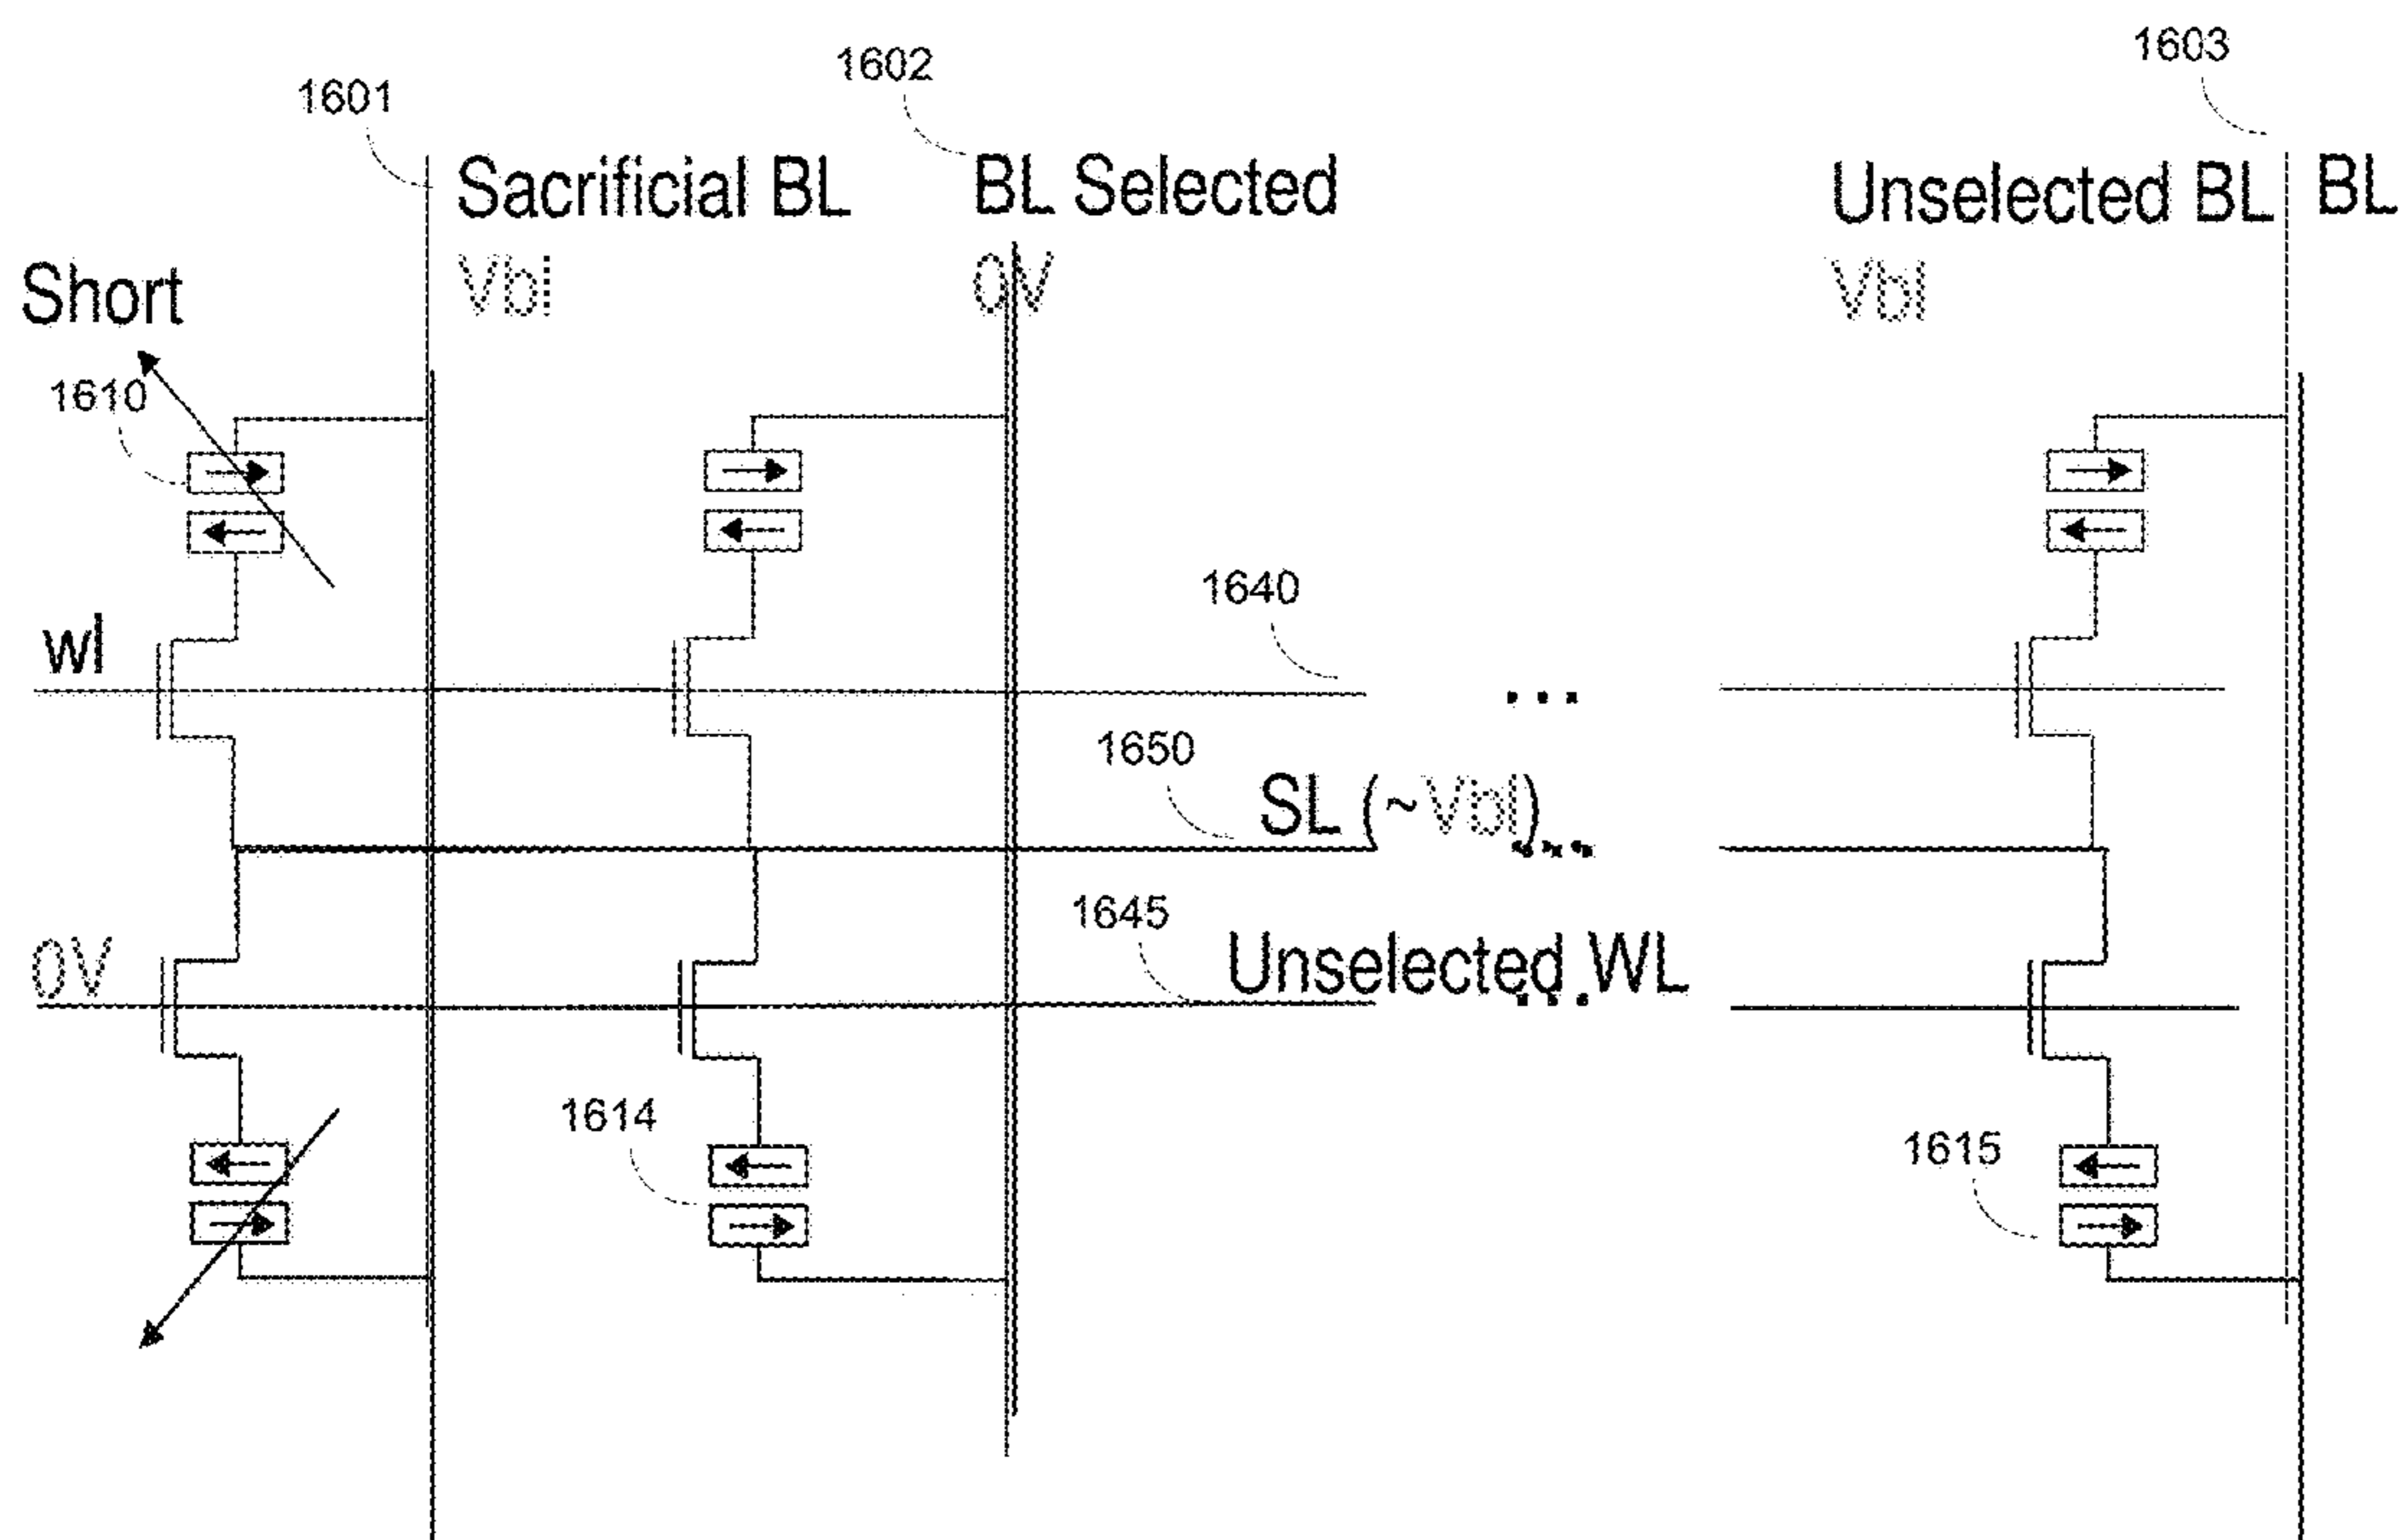 1601
1602
1603
Sacrificial BL
BL Selected
Unselected BL
BL
Vbl
0V
Vbl
Short
1610
wl
1640
...
1650
SL (~Vbl)
...
1645
0V
Unselected WL
...
1614
1615